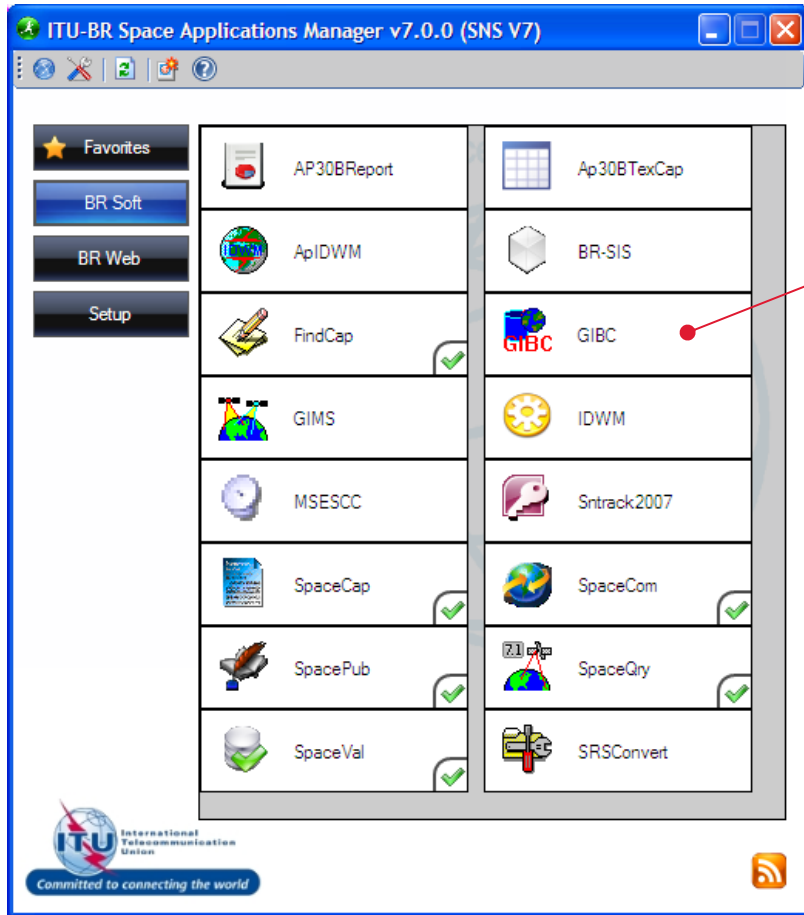 ITU-BR Space Applications Manager v7.0.0 (SNS V7)
Favorites
BR Soft
BR Web
Setup
AP30BReport
Ap30BTexCap
IDWM
ApIDWM
BR-SIS
FindCap
GIBC
GIBC
GIMS
IDWM
MSESCC
Sntrack2007
SpaceCap
SpaceCom
SpacePub
7.1
SpaceQry
SpaceVal
SRSConvert
ITU
International
Telecommunication
Union
Committed to connecting the world